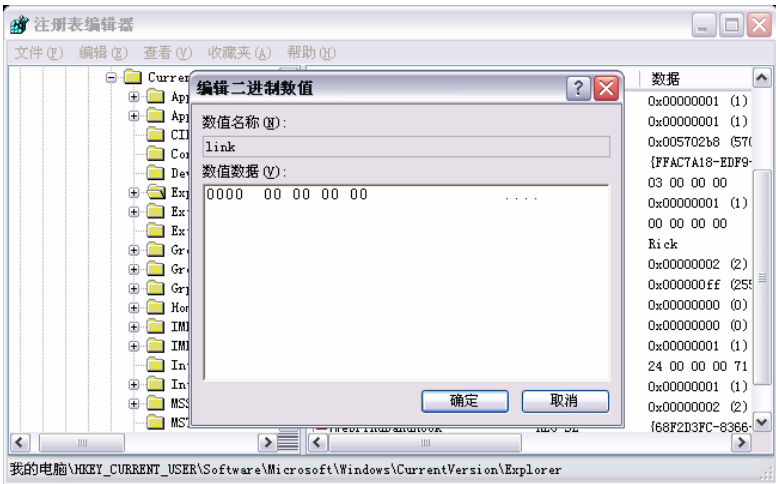 注册表编辑器
文件(F) 编辑(E) 查看(V) 收藏夹(A) 帮助(H)
数据
0x00000001 (1)
0x00000001 (1)
0x005702b8 (570
{FFAC7A18-EDF9-
03 00 00 00
0x00000001 (1)
00 00 00 00
Rick
0x00000002 (2)
0x000000ff (255
0x00000000 (0)
0x00000000 (0)
0x00000001 (1)
24 00 00 00 71
0x00000001 (1)
0x00000002 (2)
{68F2D3FC-8366-
编辑二进制数值
数值名称(N):
link
数值数据(V):
0000 00 00 00 00 ....
确定 取消
我的电脑\HKEY_CURRENT_USER\Software\Microsoft\Windows\CurrentVersion\Explorer